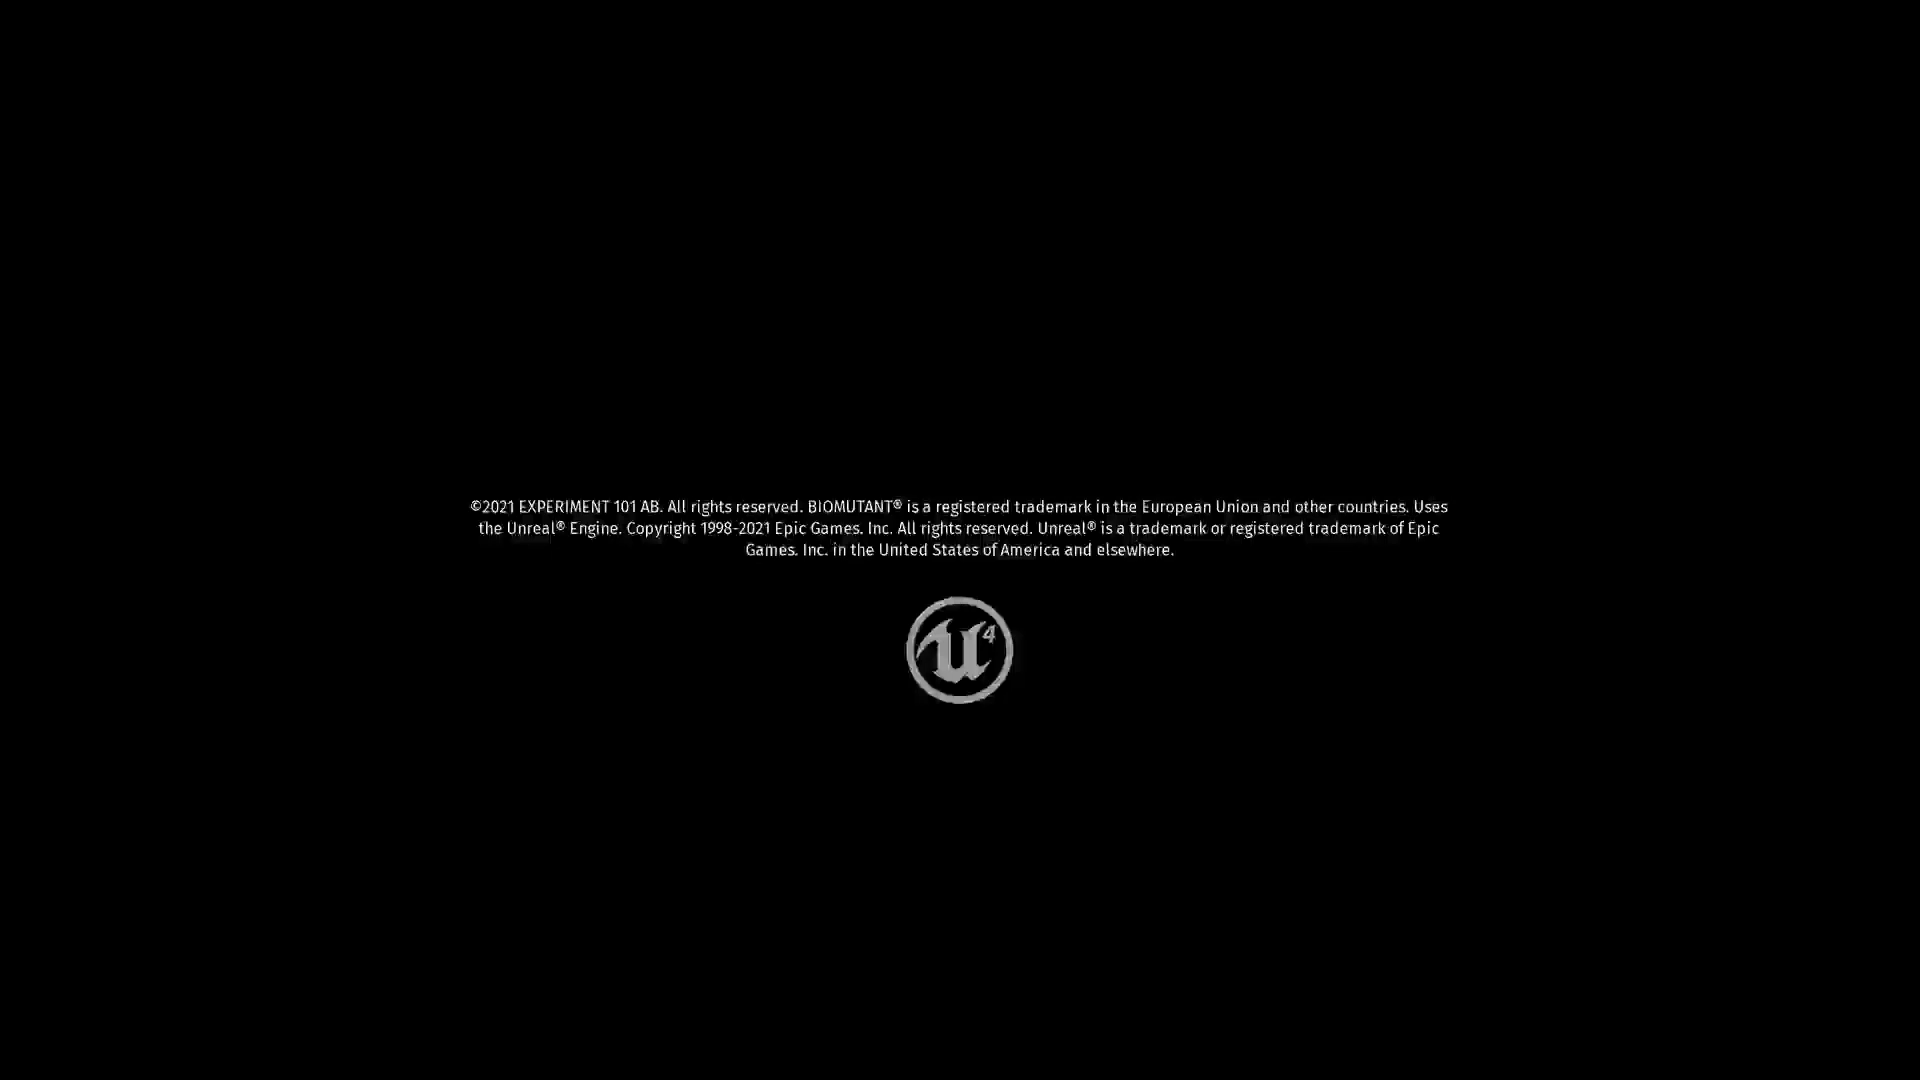 ©2021 EXPERIMENT 101 AB. All rights reserved. BIOMUTANT® is a registered trademark in the European Union and other countries. Uses
the Unreal® Engine. Copyright 1998-2021 Epic Games. Inc. All rights reserved. Unreal® is a trademark or registered trademark of Epic
Games. Inc. in the United States of America and elsewhere.
U4